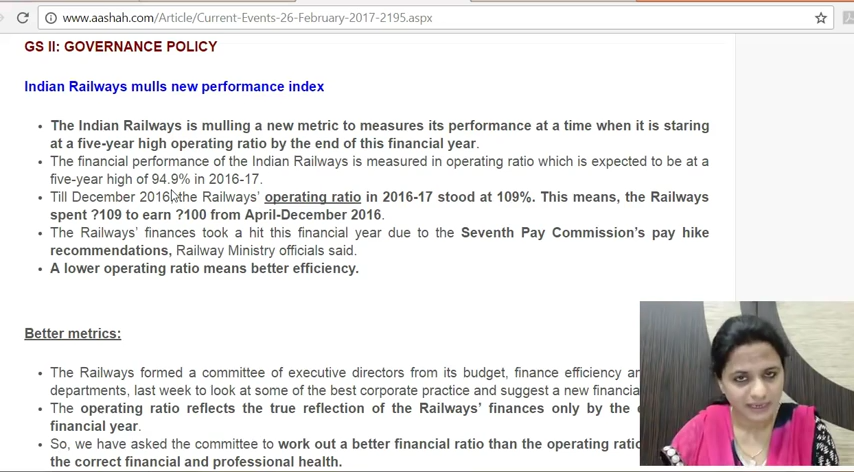 www.aashah.com/Article/Current-Events-26-February-2017-2195.aspx
GS II: GOVERNANCE POLICY
Indian Railways mulls new performance index
• The Indian Railways is mulling a new metric to measures its performance at a time when it is staring
at a five-year high operating ratio by the end of this financial year.
• The financial performance of the Indian Railways is measured in operating ratio which is expected to be at a
five-year high of 94.9% in 2016-17.
• Till December 2016, the Railways' operating ratio in 2016-17 stood at 109%. This means, the Railways
spent ?109 to earn ?100 from April-December 2016.
• The Railways' finances took a hit this financial year due to the Seventh Pay Commission's pay hike
recommendations, Railway Ministry officials said.
• A lower operating ratio means better efficiency.
Better metrics:
• The Railways formed a committee of executive directors from its budget, finance efficiency
departments, last week to look at some of the best corporate practice and suggest a new financial
• The operating ratio reflects the true reflection of the Railways' finances only by the
financial year.
• So, we have asked the committee to work out a better financial ratio than the operating
the correct financial and professional health.